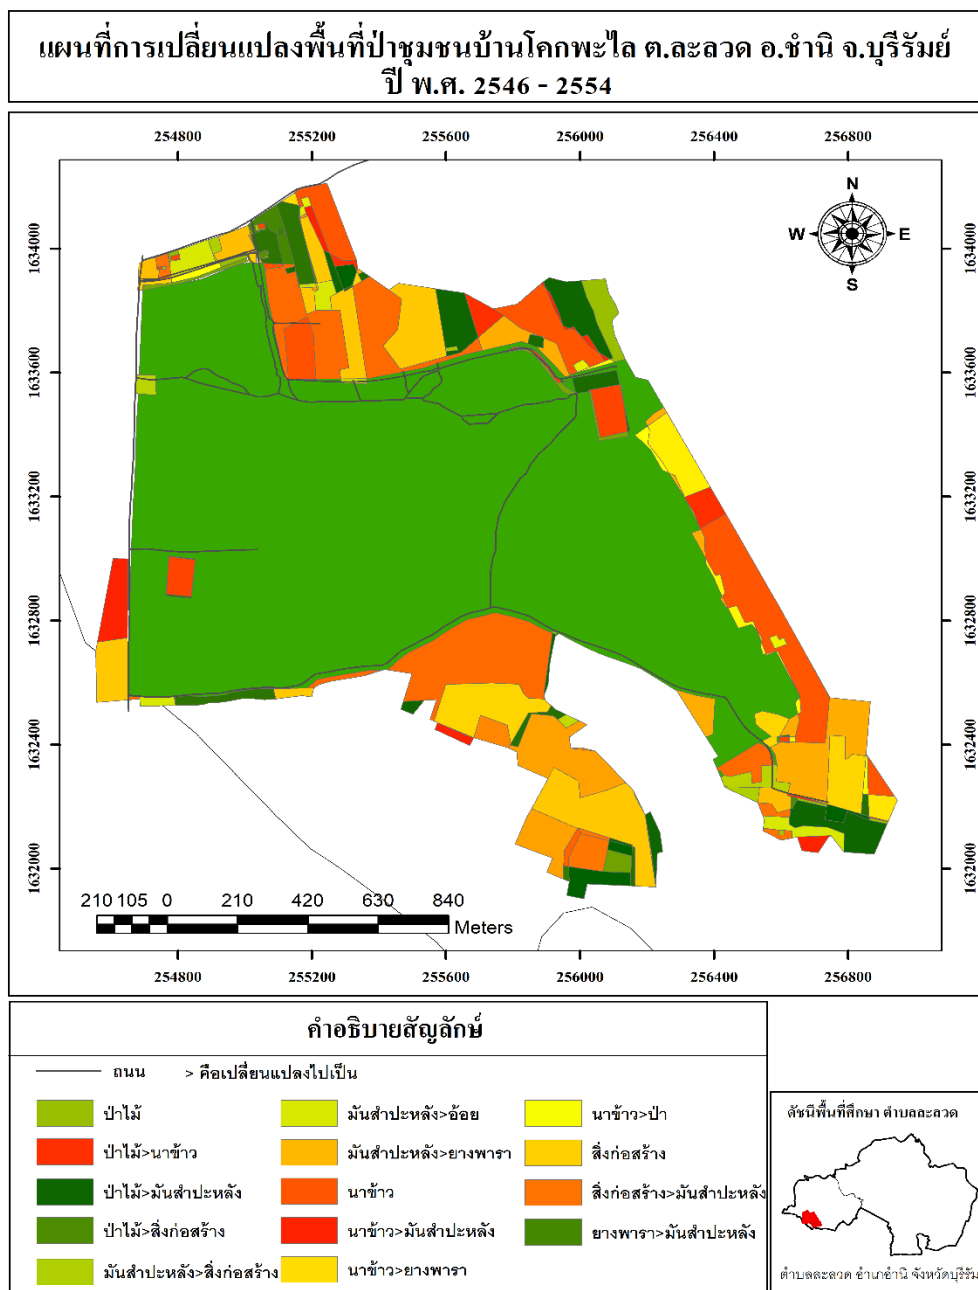 แผนที่การเปลี่ยนแปลงพื้นที่ป่าชุมชนบ้านโคกพะไล ต.ละลวด อ.ชำนิ จ.บุรีรัมย์
ปี พ.ศ. 2546 - 2554
254800 255200 255600 256000 256400 256800
N
W E
S
1634000 1634000
1633600 1633600
1633200 1633200
1632800 1632800
1632400 1632400
1632000 1632000
210 105 0 210 420 630 840
Meters
254800 255200 255600 256000 256400 256800
คำอธิบายสัญลักษ์
ถนน > คือเปลี่ยนแปลงไปเป็น
ป่าไม้
ป่าไม้>นาข้าว
ป่าไม้>มันสำปะหลัง
ป่าไม้>สิ่งก่อสร้าง
มันสำปะหลัง>สิ่งก่อสร้าง
มันสำปะหลัง>อ้อย
มันสำปะหลัง>ยางพารา
นาข้าว
นาข้าว>มันสำปะหลัง
นาข้าว>ยางพารา
นาข้าว>ป่า
สิ่งก่อสร้าง
สิ่งก่อสร้าง>มันสำปะหลัง
ยางพารา>มันสำปะหลัง
ดัชนีพื้นที่ศึกษา ตำบลละลวด
ตำบลละลวด อำเภอำนิ จังหวัดบุรีรัม